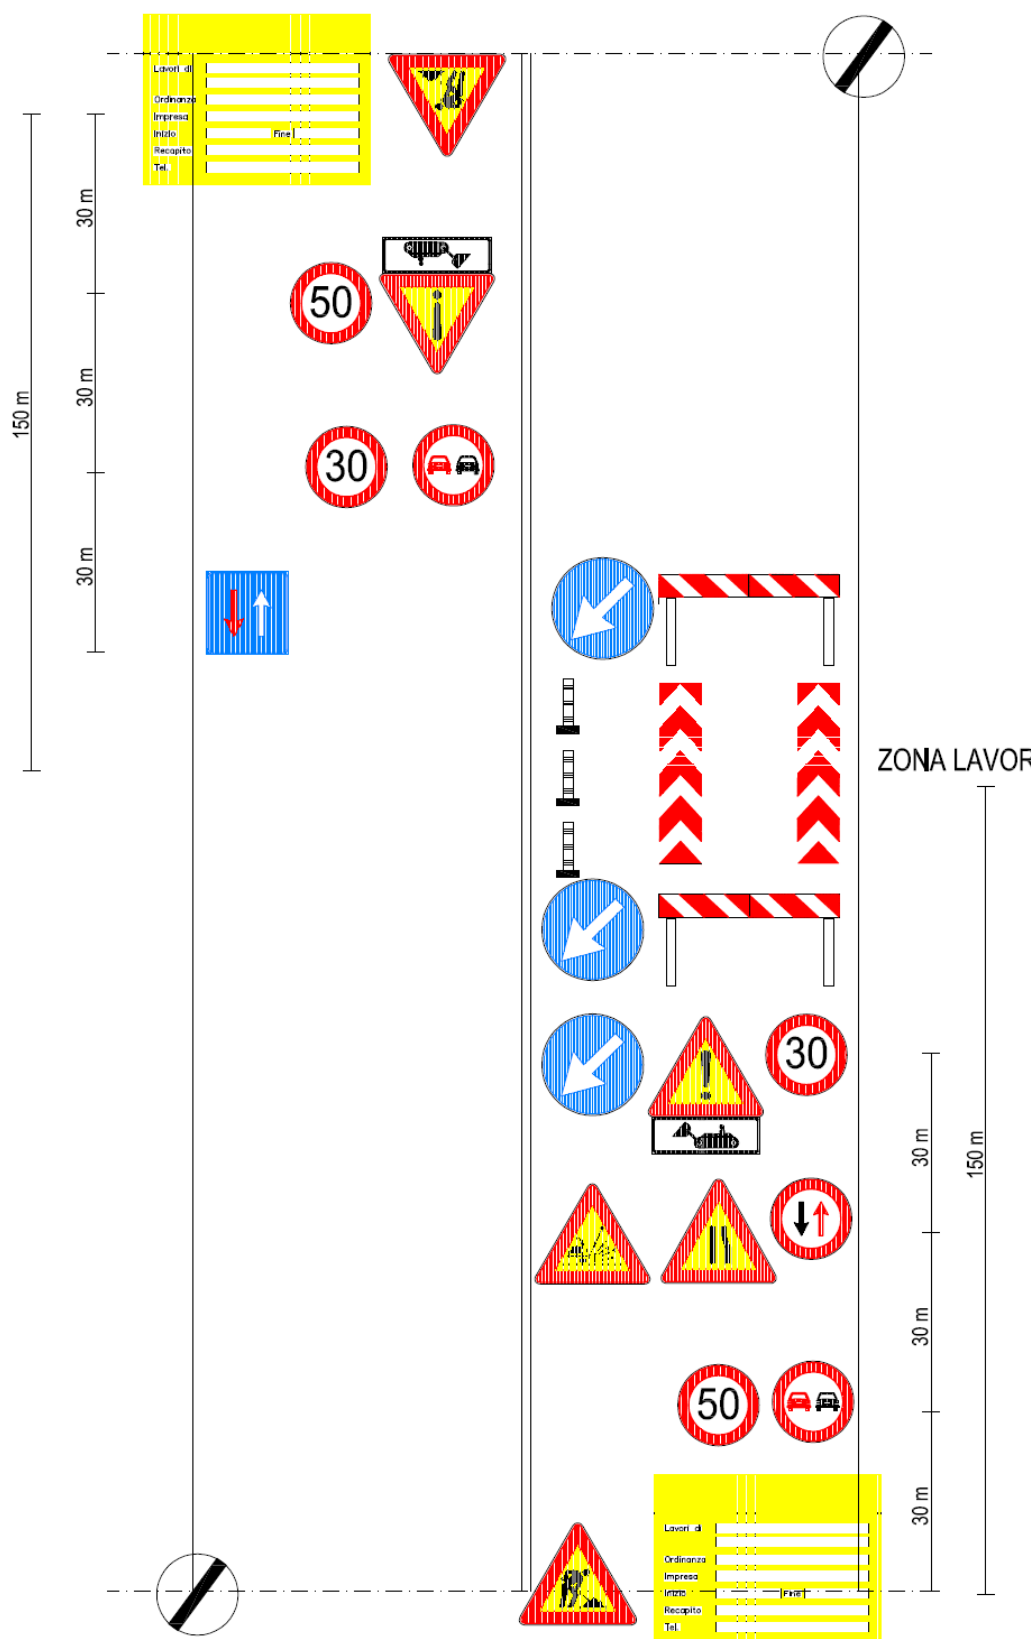 Lavori di
Ordinanza
Impresa
Inizio Fine
Recapito
Tel.
30 m
50
30 m
150 m
30
30 m
ZONA LAVOR
30
30 m
150 m
30 m
50
30 m
Lavori di
Ordinanza
Impresa
Inizio Fine
Recapito
Tel.